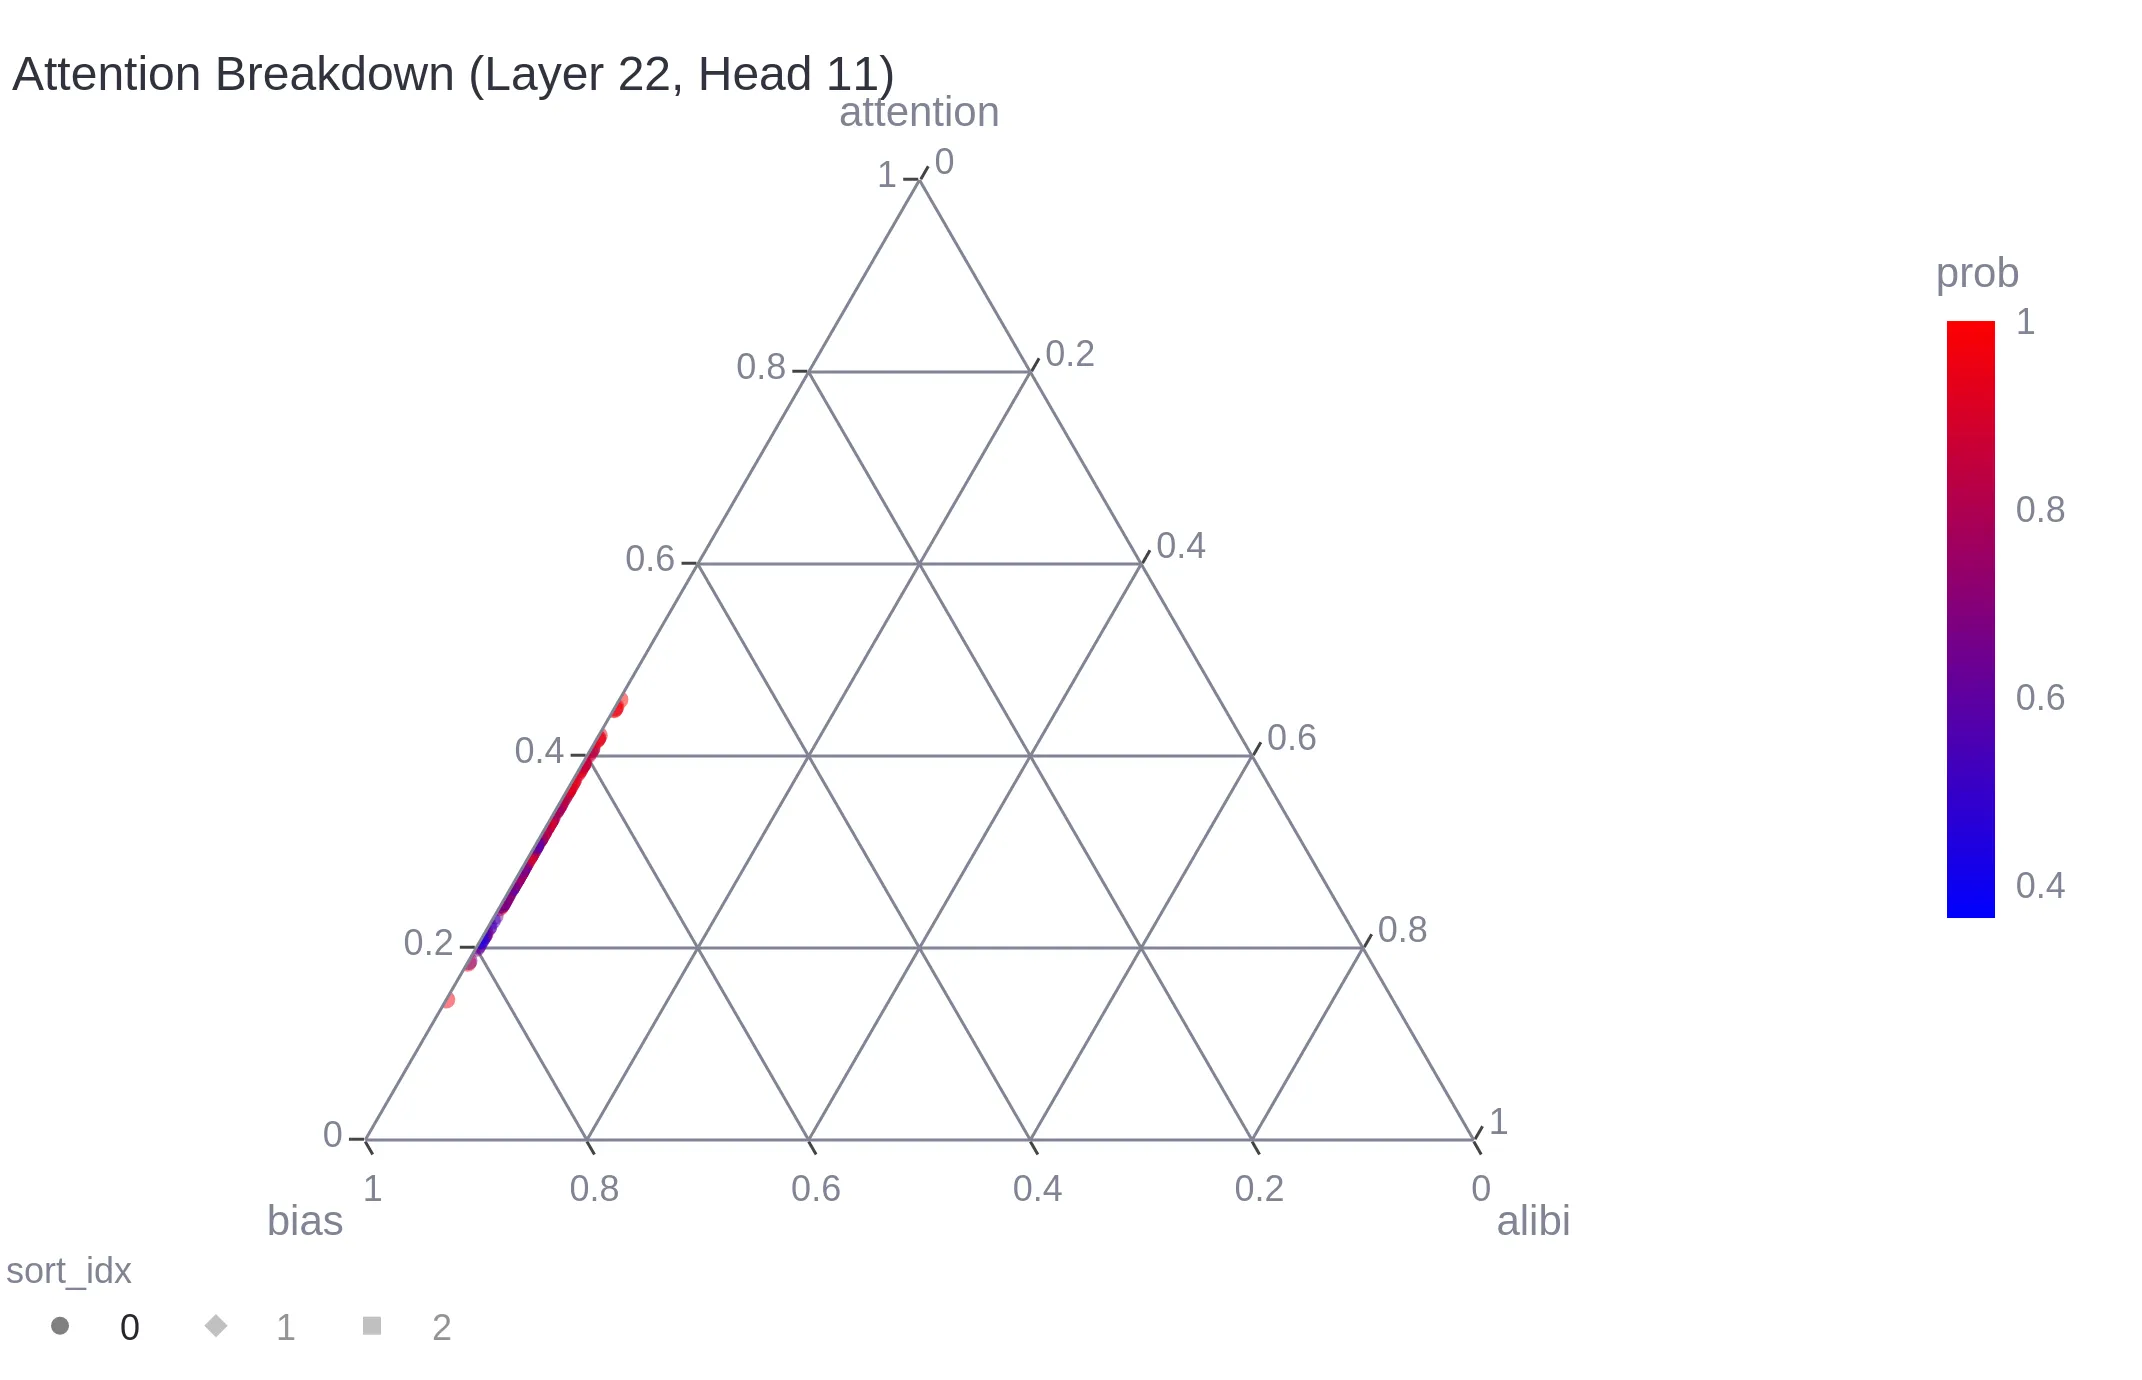 Attention Breakdown (Layer 22, Head 11)
attention
1 0
0.8 0.2
0.6 0.4
0.4 0.6
0.2 0.8
0 1
1 0.8 0.6 0.4 0.2 0
bias alibi
prob
1
0.8
0.6
0.4
sort_idx
0 1 2